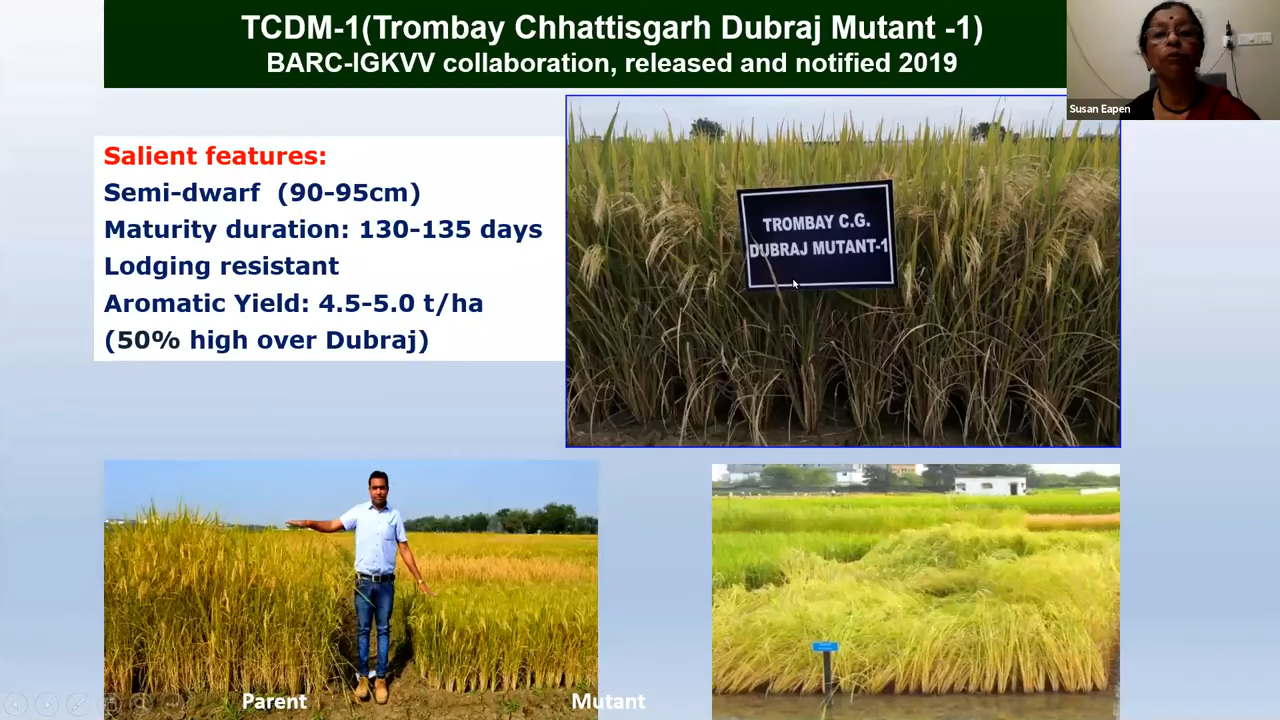 TCDM-1(Trombay Chhattisgarh Dubraj Mutant -1)
BARC-IGKVV collaboration, released and notified 2019
Susan Eapen
Salient features:
Semi-dwarf (90-95cm)
Maturity duration: 130-135 days
Lodging resistant
Aromatic Yield: 4.5-5.0 t/ha
(50% high over Dubraj)
TROMBAY C.G.
DUBRAJ MUTANT-1
Parent
Mutant